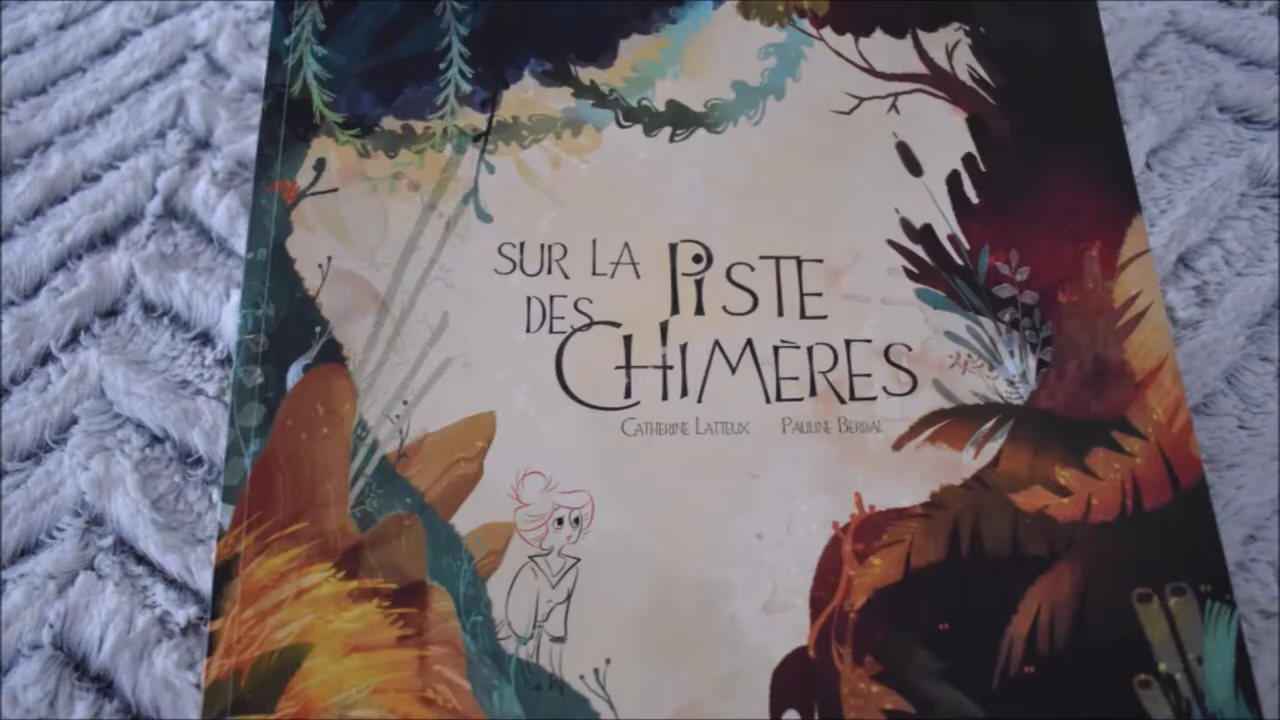 SUR LA PISTE
DES CHIMÈRES
CATHERINE LATTEUX PAULINE BERDAL